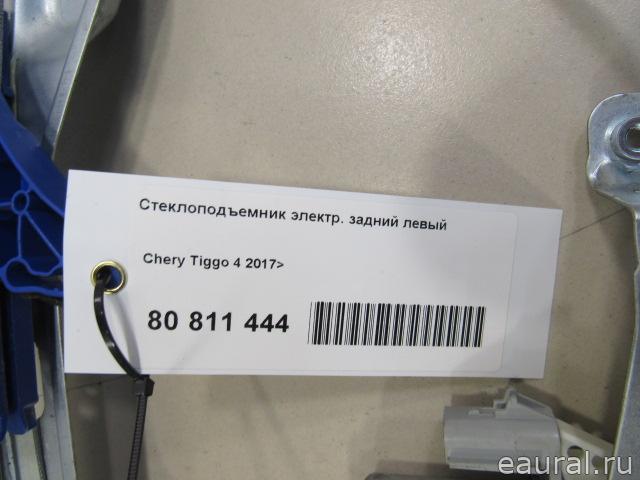 Стеклоподъемник электр. задний левый
Chery Tiggo 4 2017>
80 811 444
eaural.ru